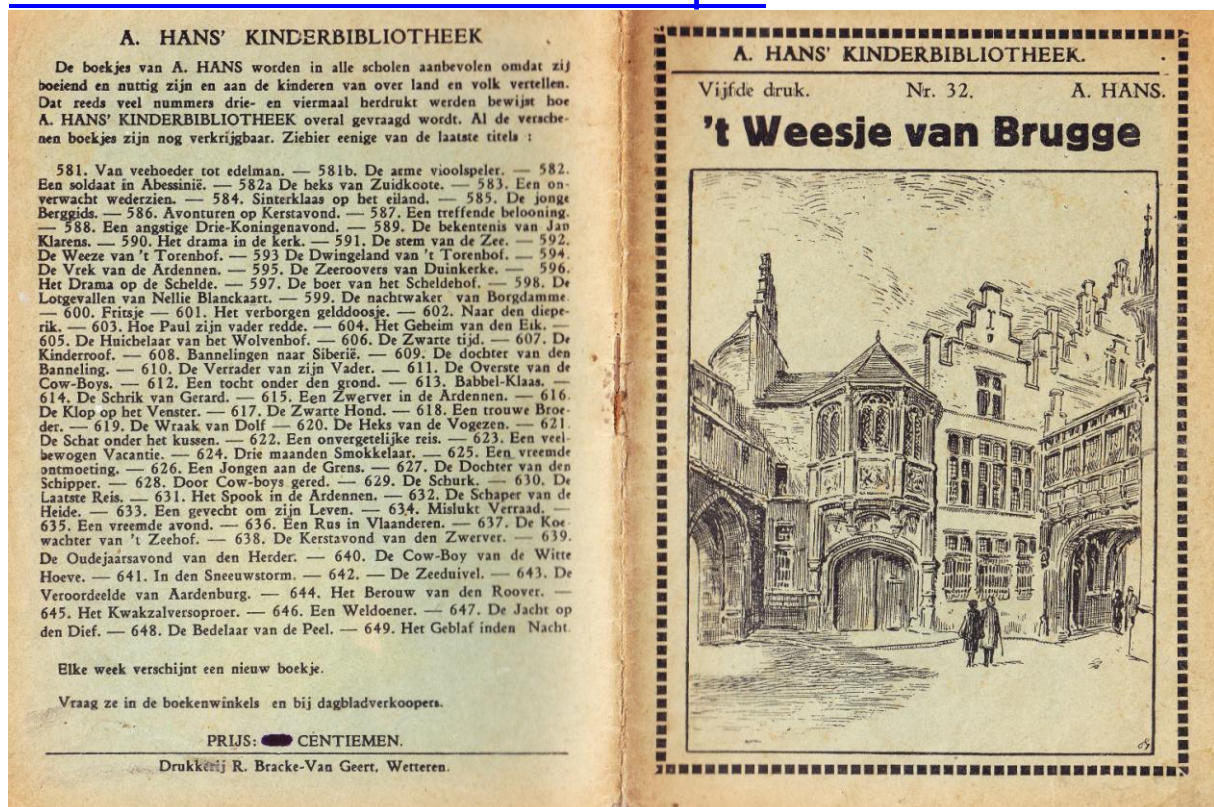 A. HANS' KINDERBIBLIOTHEEK
De boekjes van A. HANS worden in alle scholen aanbevolen omdat zij
boeiend en nuttig zijn en aan de kinderen van over land en volk vertellen.
Dat reeds veel nummers drie- en viermaal herdrukt werden bewijst hoe
A. HANS' KINDERBIBLIOTHEEK overal gevraagd wordt. Al de versche-
nen boekjes zijn nog verkrijgbaar. Ziehier eenige van de laatste titels :
581. Van veehoeder tot edelman. — 581b. De arme vioolspeler. — 582.
Een soldaat in Abessinië. — 582a De heks van Zuidkoote. — 583. Een on-
verwacht wederzien. — 584. Sinterklaas op het eiland. — 585. De jonge
Berggids. — 586. Avonturen op Kerstavond. — 587. Een treffende belooning.
— 588. Een angstige Drie-Koningenavond. — 589. De bekentenis van Jan
Klarens. — 590. Het drama in de kerk. — 591. De stem van de Zee. — 592.
De Weeze van 't Torenhof. — 593 De Dwingeland van 't Torenhof. — 594.
De Vrek van de Ardennen. — 595. De Zeeroovers van Duinkerke. — 596.
Het Drama op de Schelde. — 597. De boer van het Scheldehof. — 598. De
Lotgevallen van Nellie Blanckaart. — 599. De nachtwaker van Borgdamme.
— 600. Fritsje — 601. Het verborgen gelddoosje. — 602. Naar den diepe-
rik. — 603. Hoe Paul zijn vader redde. — 604. Het Geheim van den Eik. —
605. De Huichelaar van het Wolvenhof. — 606. De Zwarte tijd. — 607. De
Kinderroof. — 608. Bannelingen naar Siberië. — 609. De dochter van den
Banneling. — 610. De Verrader van zijn Vader. — 611. De Overste van de
Cow-Boys. — 612. Een tocht onder den grond. — 613. Babbel-Klaas. —
614. De Schrik van Gerard. — 615. Een Zwerver in de Ardennen. — 616.
De Klop op het Venster. — 617. De Zwarte Hond. — 618. Een trouwe Broe-
der. — 619. De Wraak van Dolf — 620. De Heks van de Vogezen. — 621.
De Schat onder het kussen. — 622. Een onvergetelijke reis. — 623. Een veel-
bewogen Vacantie. — 624. Drie maanden Smokkelaar. — 625. Een vreemde
ontmoeting. — 626. Een Jongen aan de Grens. — 627. De Dochter van den
Schipper. — 628. Door Cow-boys gered. — 629. De Schurk. — 630. De
Laatste Reis. — 631. Het Spook in de Ardennen. — 632. De Schaper van de
Heide. — 633. Een gevecht om zijn Leven. — 634. Mislukt Verraad. —
635. Een vreemde avond. — 636. Een Rus in Vlaanderen. — 637. De Koe-
wachter van 't Zeehof. — 638. De Kerstavond van den Zwerver. — 639.
De Oudejaarsavond van den Herder. — 640. De Cow-Boy van de Witte
Hoeve. — 641. In den Sneeuwstorm. — 642. — De Zeeduivel. — 643. De
Veroordeelde van Aardenburg. — 644. Het Berouw van den Roover. —
645. Het Kwakzalversoproer. — 646. Een Weldoener. — 647. De Jacht op
den Dief. — 648. De Bedelaar van de Peel. — 649. Het Geblaf inden Nacht.
Elke week verschijnt een nieuw boekje.
Vraag ze in de boekenwinkels en bij dagbladverkoopers.
PRIJS: CENTIEMEN.
Drukkerij R. Bracke-Van Geert, Wetteren.
A. HANS' KINDERBIBLIOTHEEK.
Vijfde druk. Nr. 32. A. HANS.
't Weesje van Brugge